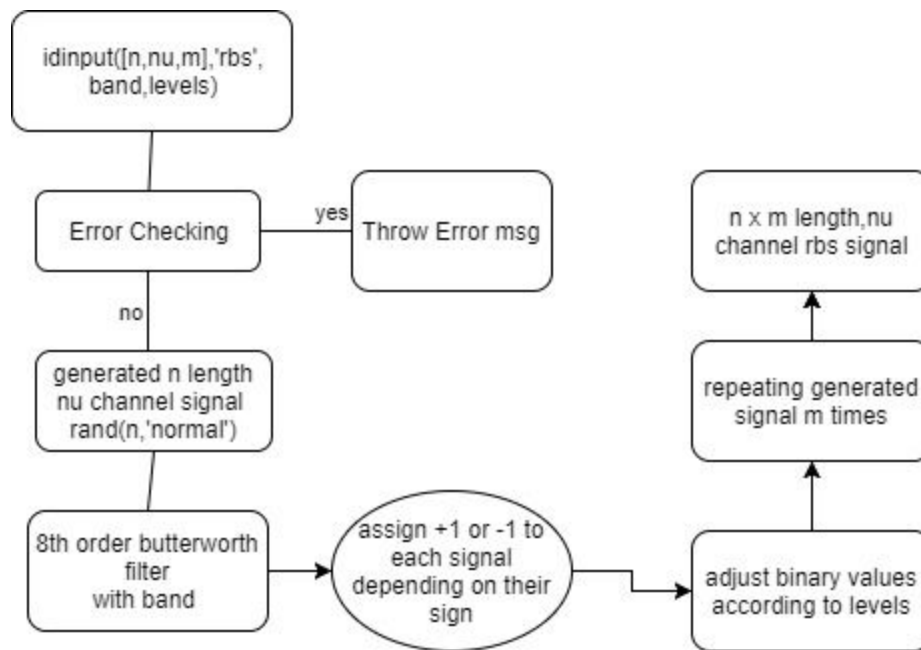 idinput([n,nu,m],'rbs',
band,levels)
Error Checking
yes
Throw Error msg
no
generated n length
nu channel signal
rand(n,'normal')
8th order butterworth
filter
with band
assign +1 or -1 to
each signal
depending on their
sign
adjust binary values
according to levels
repeating generated
signal m times
n x m length,nu
channel rbs signal